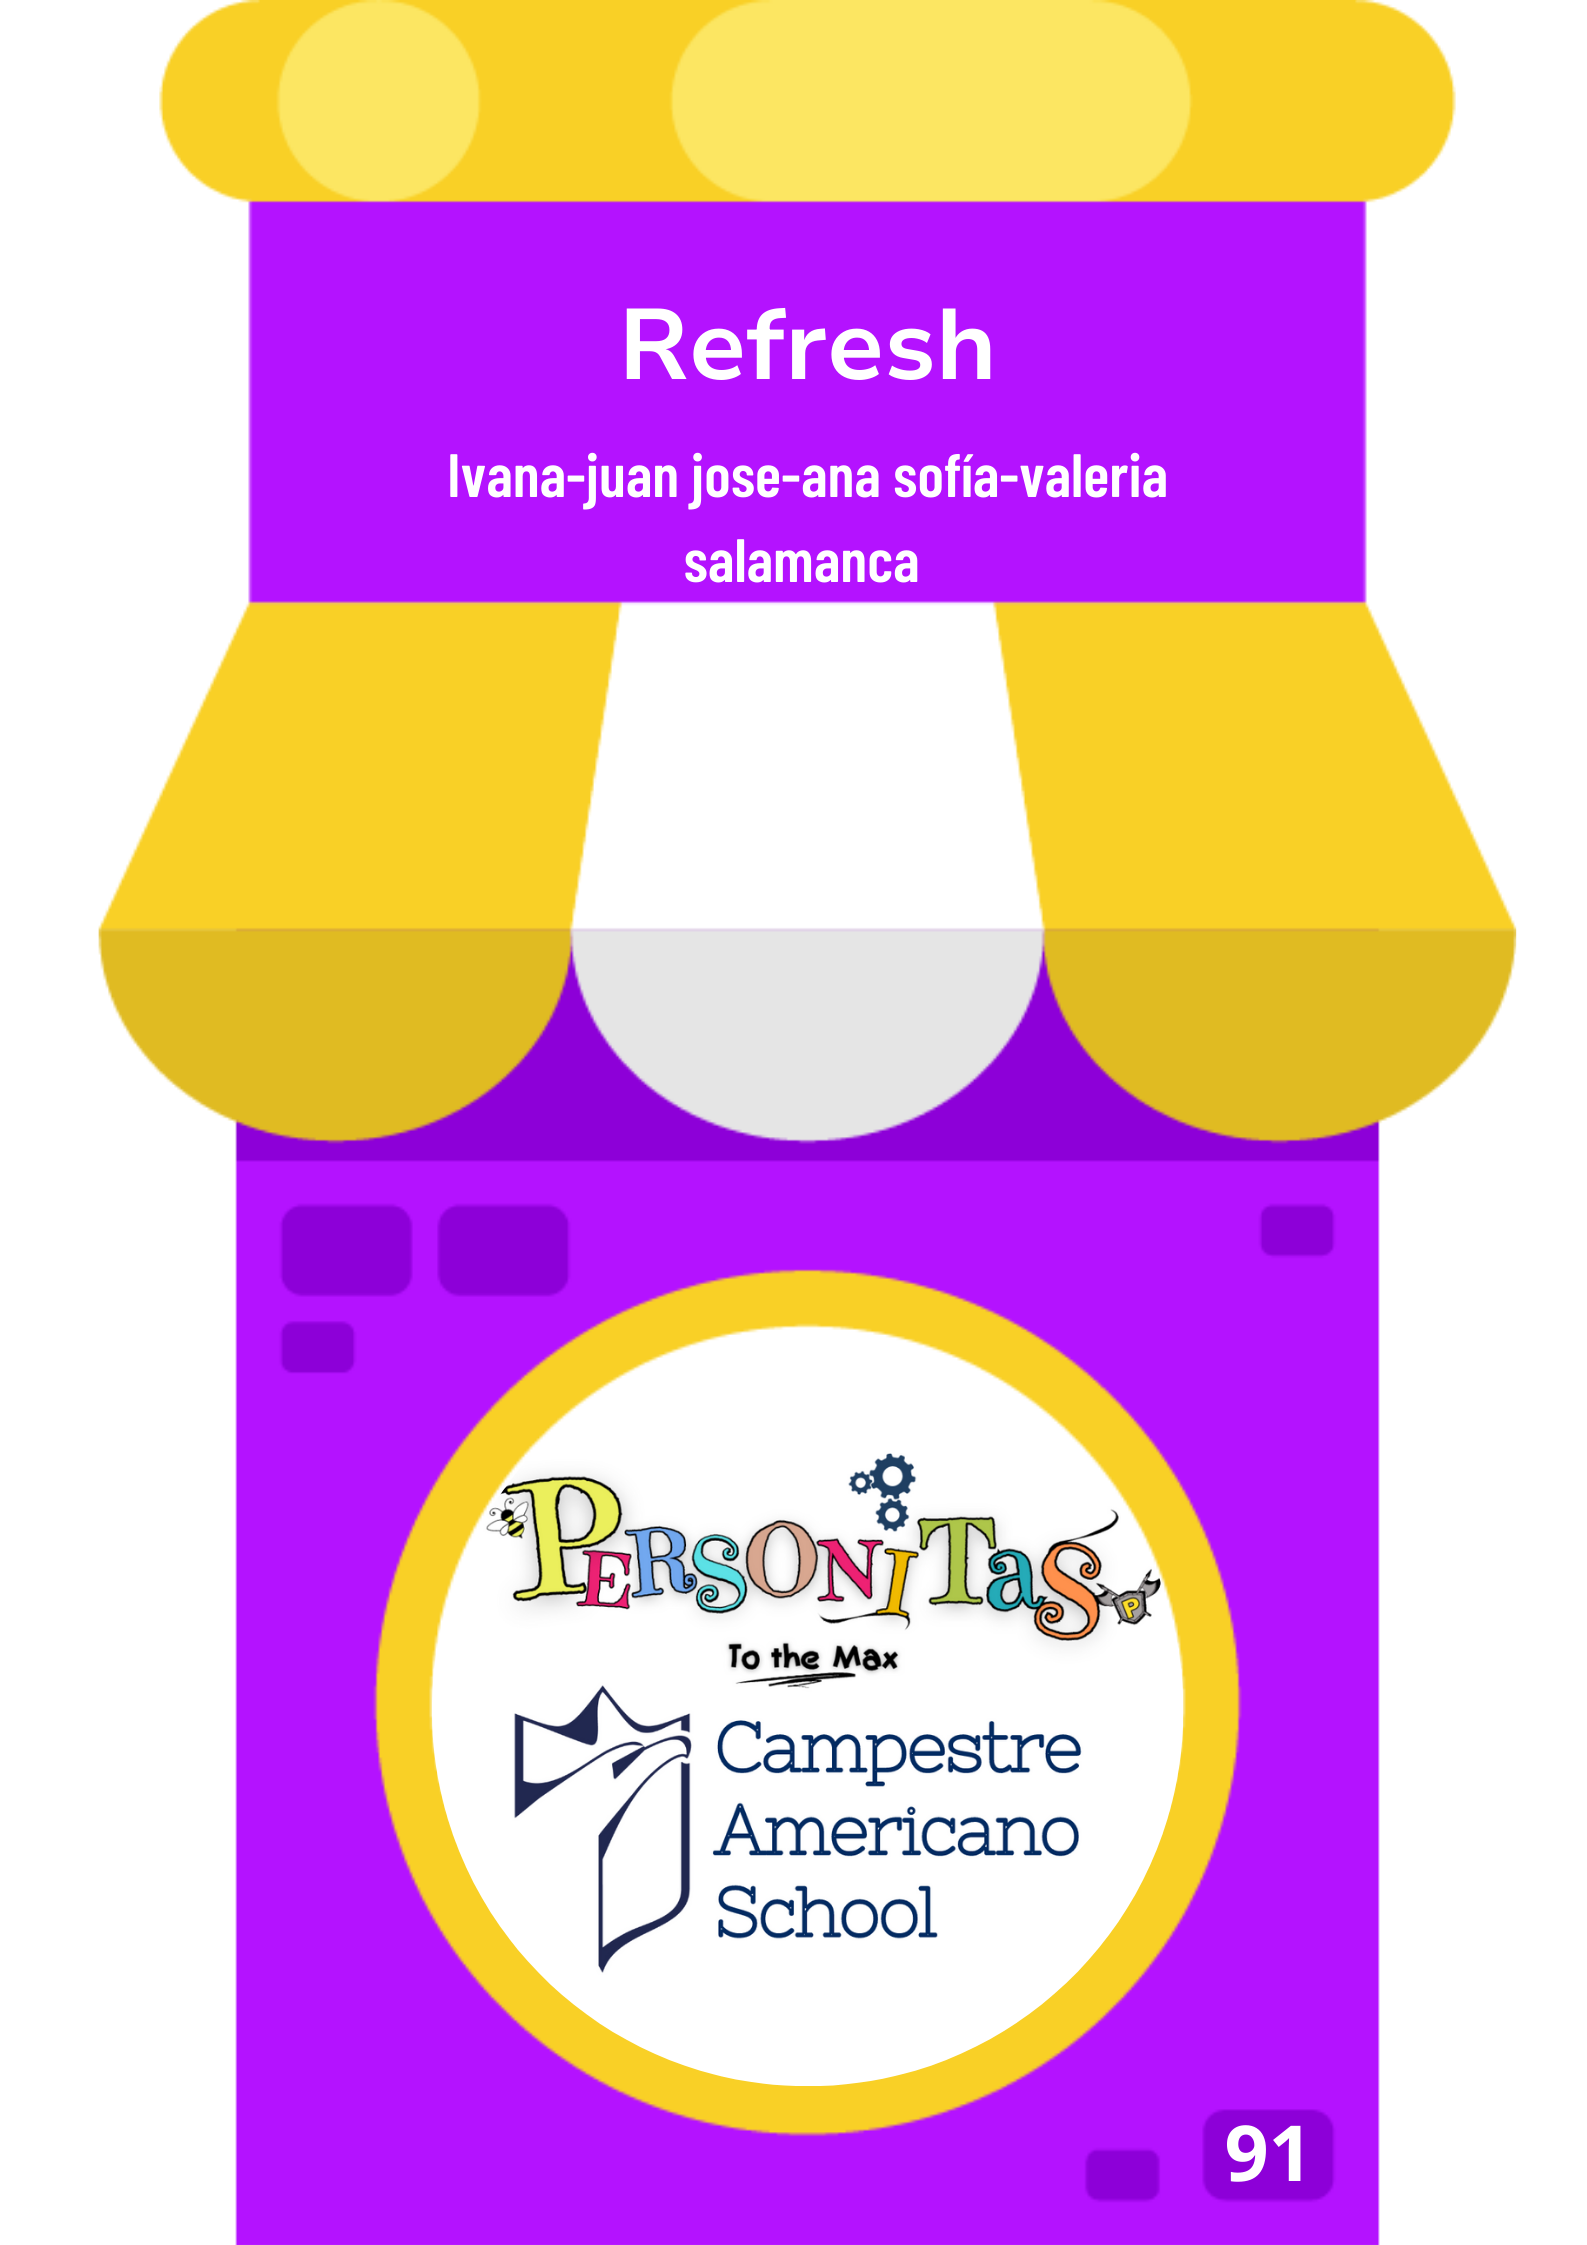 Refresh
Ivana-juan jose-ana sofía-valeria
salamanca
PERSONITaS
P
To the Max
Campestre
Americano
School
91